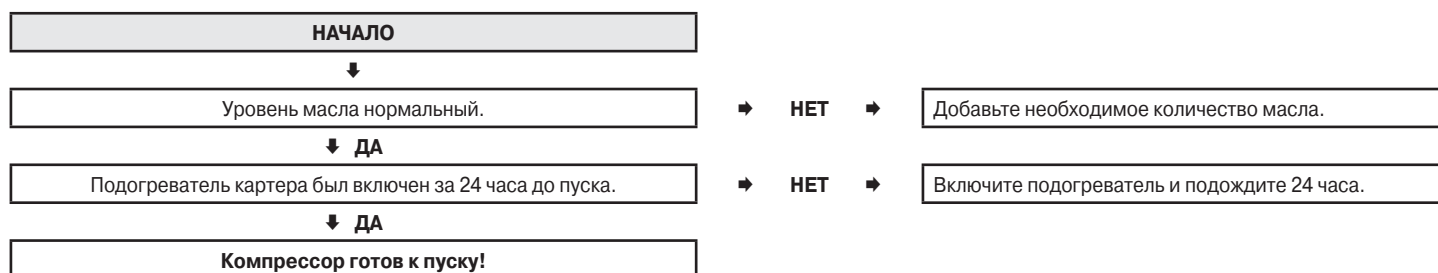 НАЧАЛО
Уровень масла нормальный.
НЕТ
Добавьте необходимое количество масла.
ДА
Подогреватель картера был включен за 24 часа до пуска.
НЕТ
Включите подогреватель и подождите 24 часа.
ДА
Компрессор готов к пуску!